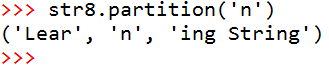 >>> str8.partition('n')
('Lear', 'n', 'ing String')
>>>